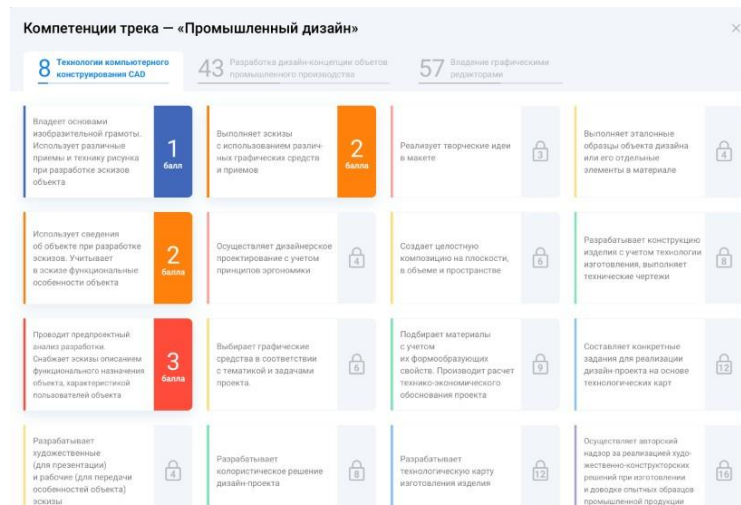 Компетенции трека — «Промышленный дизайн»
8
Технологии компьютерного
конструирования CAD
43
Разработка дизайн-концепции объетов
промышленного производтсва
57
Владение графическими
редакторами
Владеет основами
изобразительной грамоты.
Использует различные
приемы и технику рисунка
при разработке эскизов
объекта
1
балл
Выполняет эскизы
с использованием различ-
ных графических средств
и приемов
2
балла
Реализует творческие идеи
в макете
3
Выполняет эталонные
образцы объекта дизайна
или его отдельные
элементы в материале
4
Использует сведения
об объекте при разработке
эскизов. Учитывает
в эскизе функциональные
особенности объекта
2
балла
Осуществляет дизайнерское
проектирование с учетом
принципов эргономики
4
Создает целостную
композицию на плоскости,
в объеме и пространстве
6
Разрабатывает конструкцию
изделия с учетом технологии
изготовления, выполняет
технические чертежи
8
Проводит предпроектный
анализ разработки.
Снабжает эскизы описанием
функционального назначения
объекта, характеристикой
пользователей объекта
3
балла
Выбирает графические
средства в соответствии
с тематикой и задачами
проекта.
6
Подбирает материалы
с учетом
их формообразующих
свойств. Производит расчет
технико-экономического
обоснования проекта
9
Составляет конкретные
задания для реализации
дизайн-проекта на основе
технологических карт
12
Разрабатывает
художественные
(для презентации)
и рабочие (для передачи
особенностей объекта)
эскизы
4
Разрабатывает
колористическое решение
дизайн-проекта
8
Разрабатывает
технологическую карту
изготовления изделия
12
Осуществляет авторский
надзор за реализацией худо-
жественно-конструкторских
решений при изготовлении
и доводке опытных образцов
промышленной продукции
16